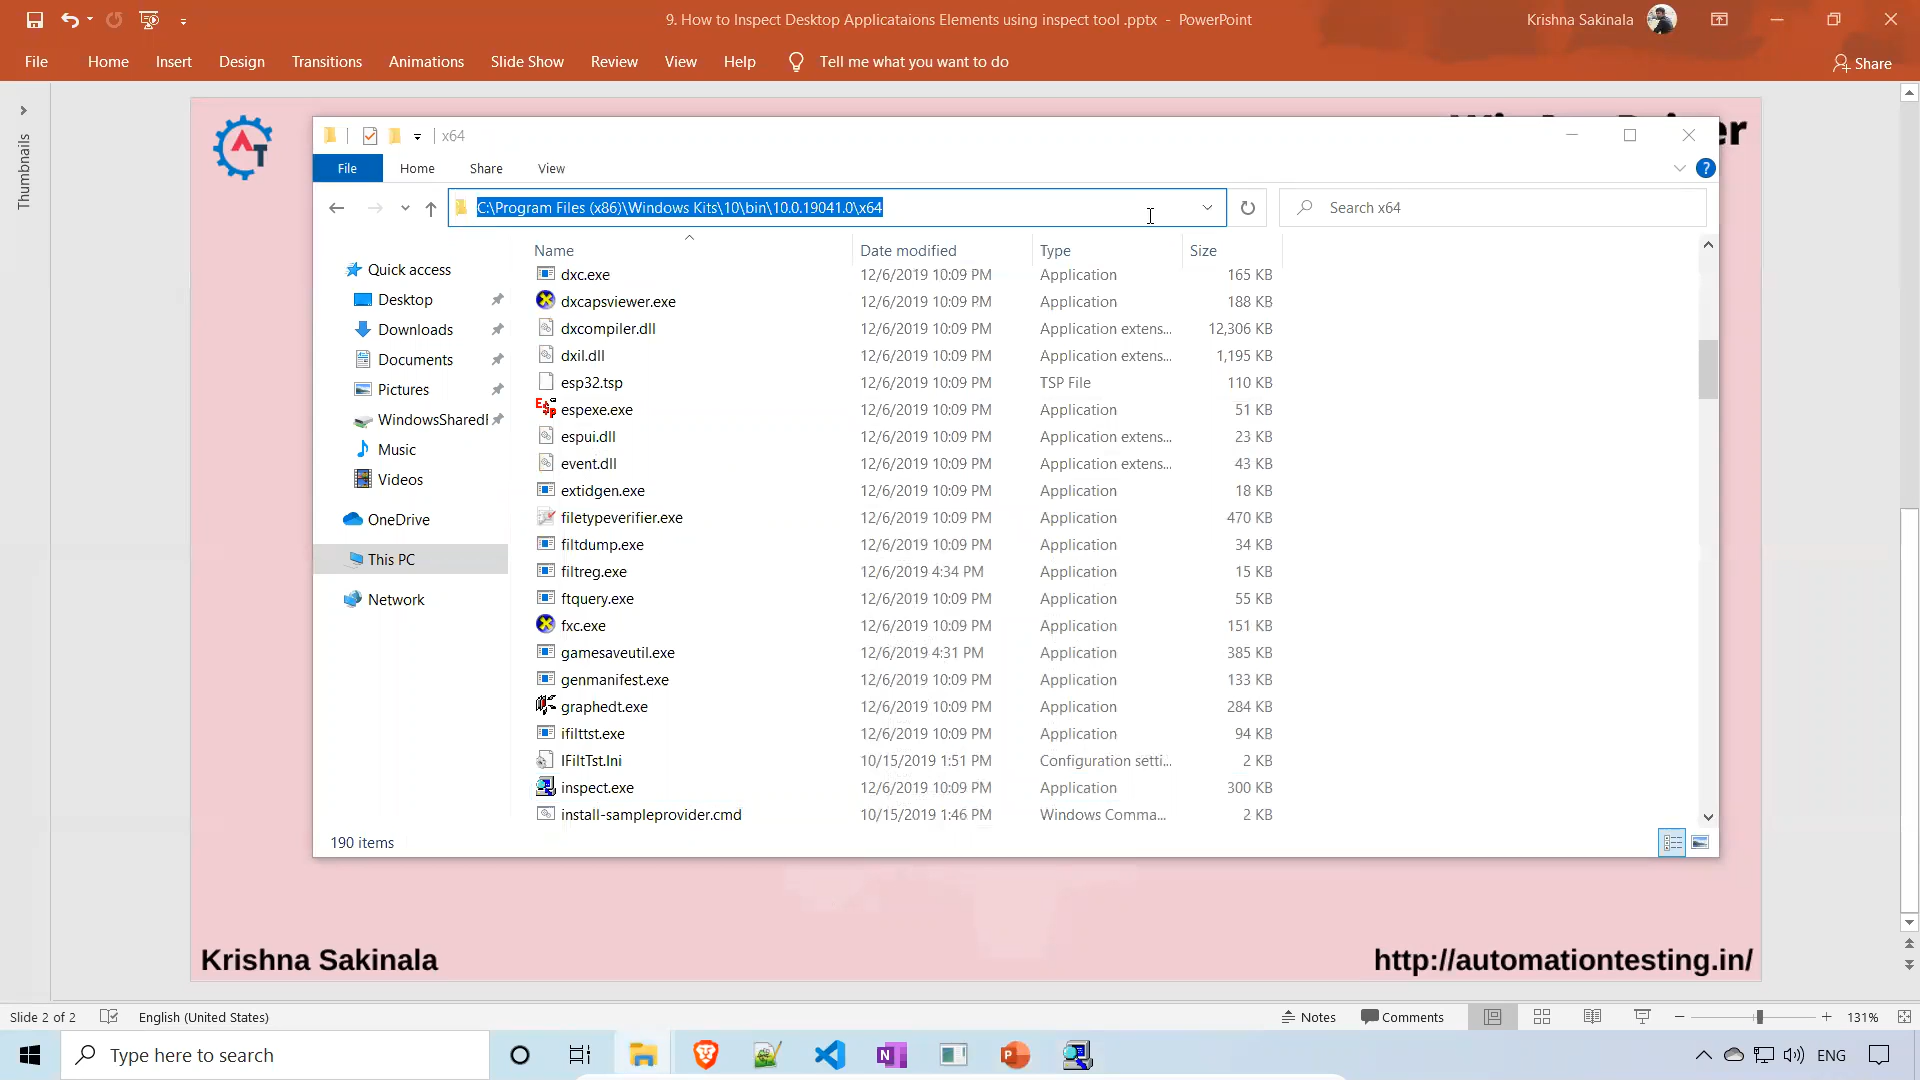 9. How to Inspect Desktop Applicataions Elements using inspect tool .pptx - PowerPoint
Krishna Sakinala
File Home Insert Design Transitions Animations Slide Show Review View Help Tell me what you want to do
Share
Thumbnails
AT
er
x64
File Home Share View
C:\Program Files (x86)\Windows Kits\10\bin\10.0.19041.0\x64
Search x64
Name Date modified Type Size
Quick access
Desktop
Downloads
Documents
Pictures
WindowsSharedF
Music
Videos
OneDrive
This PC
Network
dxc.exe 12/6/2019 10:09 PM Application 165 KB
dxcapsviewer.exe 12/6/2019 10:09 PM Application 188 KB
dxcompiler.dll 12/6/2019 10:09 PM Application extens... 12,306 KB
dxil.dll 12/6/2019 10:09 PM Application extens... 1,195 KB
esp32.tsp 12/6/2019 10:09 PM TSP File 110 KB
espexe.exe 12/6/2019 10:09 PM Application 51 KB
espui.dll 12/6/2019 10:09 PM Application extens... 23 KB
event.dll 12/6/2019 10:09 PM Application extens... 43 KB
extidgen.exe 12/6/2019 10:09 PM Application 18 KB
filetypeverifier.exe 12/6/2019 10:09 PM Application 470 KB
filtdump.exe 12/6/2019 10:09 PM Application 34 KB
filtreg.exe 12/6/2019 4:34 PM Application 15 KB
ftquery.exe 12/6/2019 10:09 PM Application 55 KB
fxc.exe 12/6/2019 10:09 PM Application 151 KB
gamesaveutil.exe 12/6/2019 4:31 PM Application 385 KB
genmanifest.exe 12/6/2019 10:09 PM Application 133 KB
graphedt.exe 12/6/2019 10:09 PM Application 284 KB
ifilttst.exe 12/6/2019 10:09 PM Application 94 KB
IFiltTst.Ini 10/15/2019 1:51 PM Configuration setti... 2 KB
inspect.exe 12/6/2019 10:09 PM Application 300 KB
install-sampleprovider.cmd 10/15/2019 1:46 PM Windows Comma... 2 KB
190 items
Krishna Sakinala
http://automationtesting.in/
Slide 2 of 2 English (United States) Notes Comments 131%
Type here to search
ENG